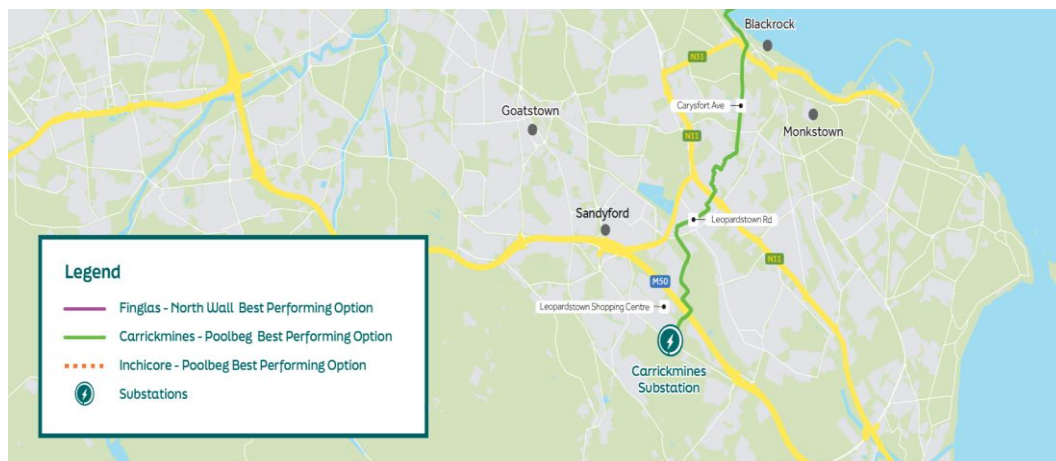 Blackrock
N31
Carysfort Ave
Goatstown
Monkstown
N11
Sandyford
Leopardstown Rd
N11
M50
Leopardstown Shopping Centre
Carrickmines
Substation
Legend
Finglas - North Wall Best Performing Option
Carrickmines - Poolbeg Best Performing Option
Inchicore - Poolbeg Best Performing Option
Substations